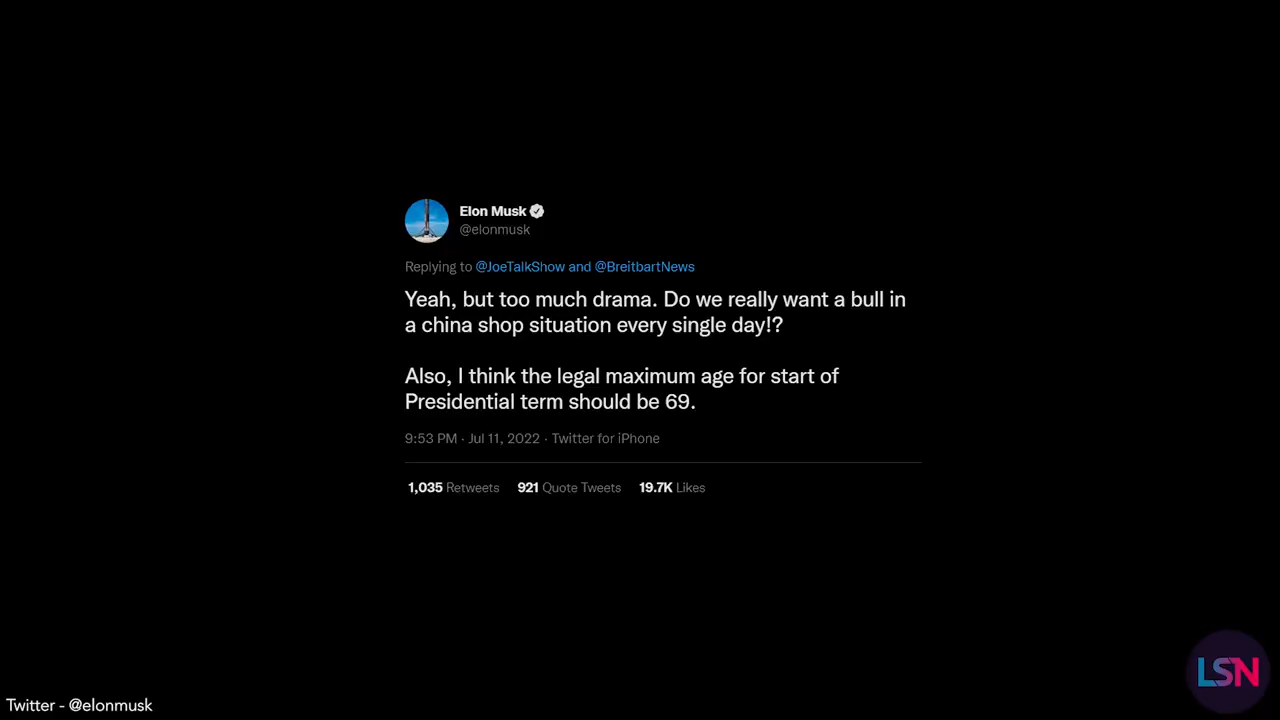 Elon Musk
@elonmusk
Replying to @JoeTalkShow and @BreitbartNews
Yeah, but too much drama. Do we really want a bull in
a china shop situation every single day!?
Also, I think the legal maximum age for start of
Presidential term should be 69.
9:53 PM · Jul 11, 2022 · Twitter for iPhone
1,035 Retweets 921 Quote Tweets 19.7K Likes
LSN
Twitter - @elonmusk